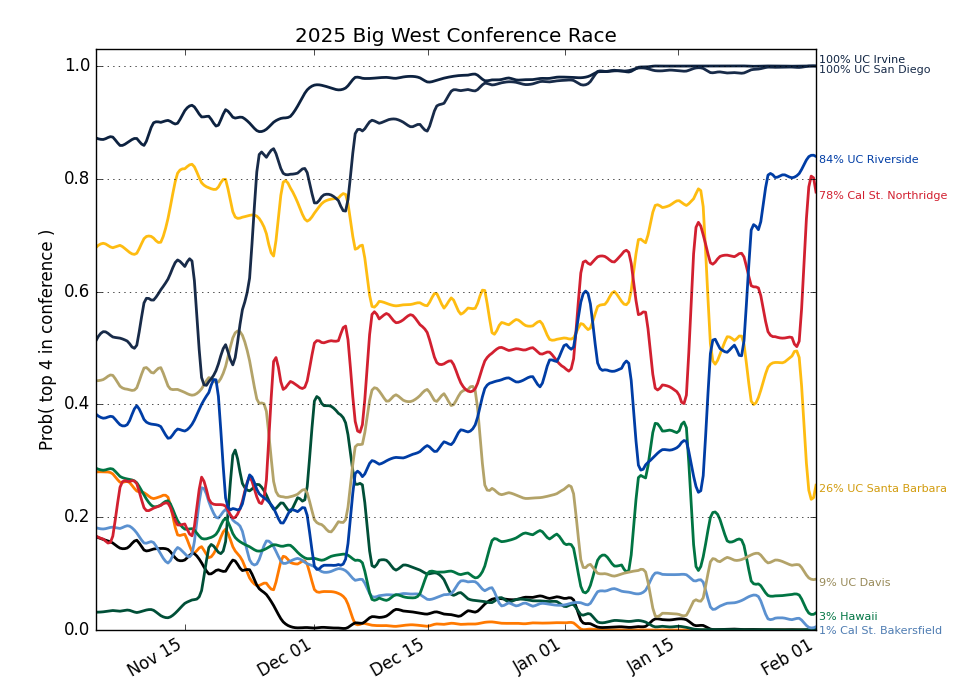 2025 Big West Conference Race
Prob( top 4 in conference )
1.0
0.8
0.6
0.4
0.2
0.0
Nov 15
Dec 01
Dec 15
Jan 01
Jan 15
Feb 01
100% UC Irvine
100% UC San Diego
84% UC Riverside
78% Cal St. Northridge
26% UC Santa Barbara
9% UC Davis
3% Hawaii
1% Cal St. Bakersfield